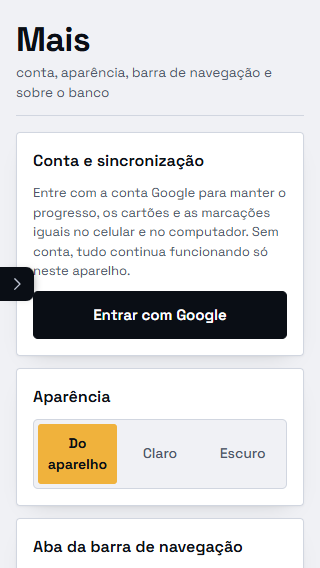 Mais
conta, aparência, barra de navegação e
sobre o banco
Conta e sincronização
Entre com a conta Google para manter o
progresso, os cartões e as marcações
iguais no celular e no computador. Sem
conta, tudo continua funcionando só
neste aparelho.
Entrar com Google
Aparência
Do
aparelho
Claro
Escuro
Aba da barra de navegação